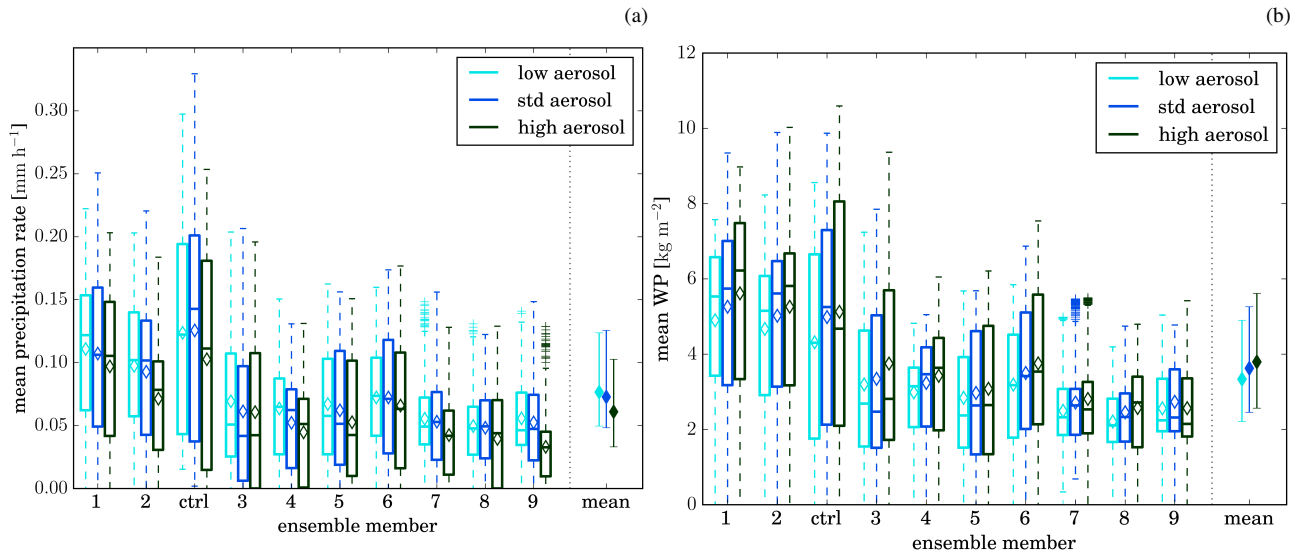 (a)
0.30
0.25
0.20
0.15
0.10
0.05
0.00
mean precipitation rate [mm h−1]
low aerosol
std aerosol
high aerosol
1 2 ctrl 3 4 5 6 7 8 9 mean
ensemble member
(b)
12
10
8
6
4
2
0
mean WP [kg m−2]
low aerosol
std aerosol
high aerosol
1 2 ctrl 3 4 5 6 7 8 9 mean
ensemble member